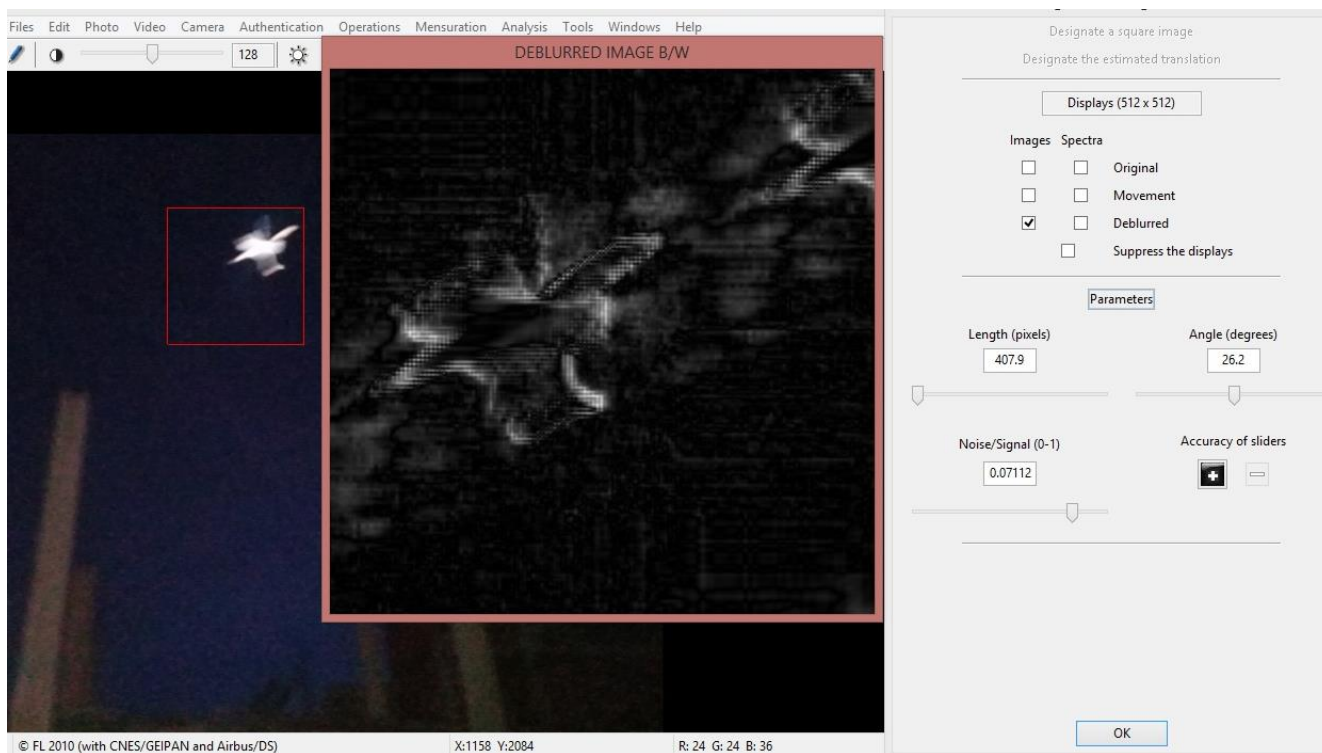 Files Edit Photo Video Camera Authentication Operations Mensuration Analysis Tools Windows Help
128
DEBLURRED IMAGE B/W
Designate a square image
Designate the estimated translation
Displays (512 x 512)
Images Spectra
Original
Movement
Deblurred
Suppress the displays
Parameters
Length (pixels) Angle (degrees)
407.9 26.2
Noise/Signal (0-1) Accuracy of sliders
0.07112
OK
© FL 2010 (with CNES/GEIPAN and Airbus/DS) X:1158 Y:2084 R: 24 G: 24 B: 36